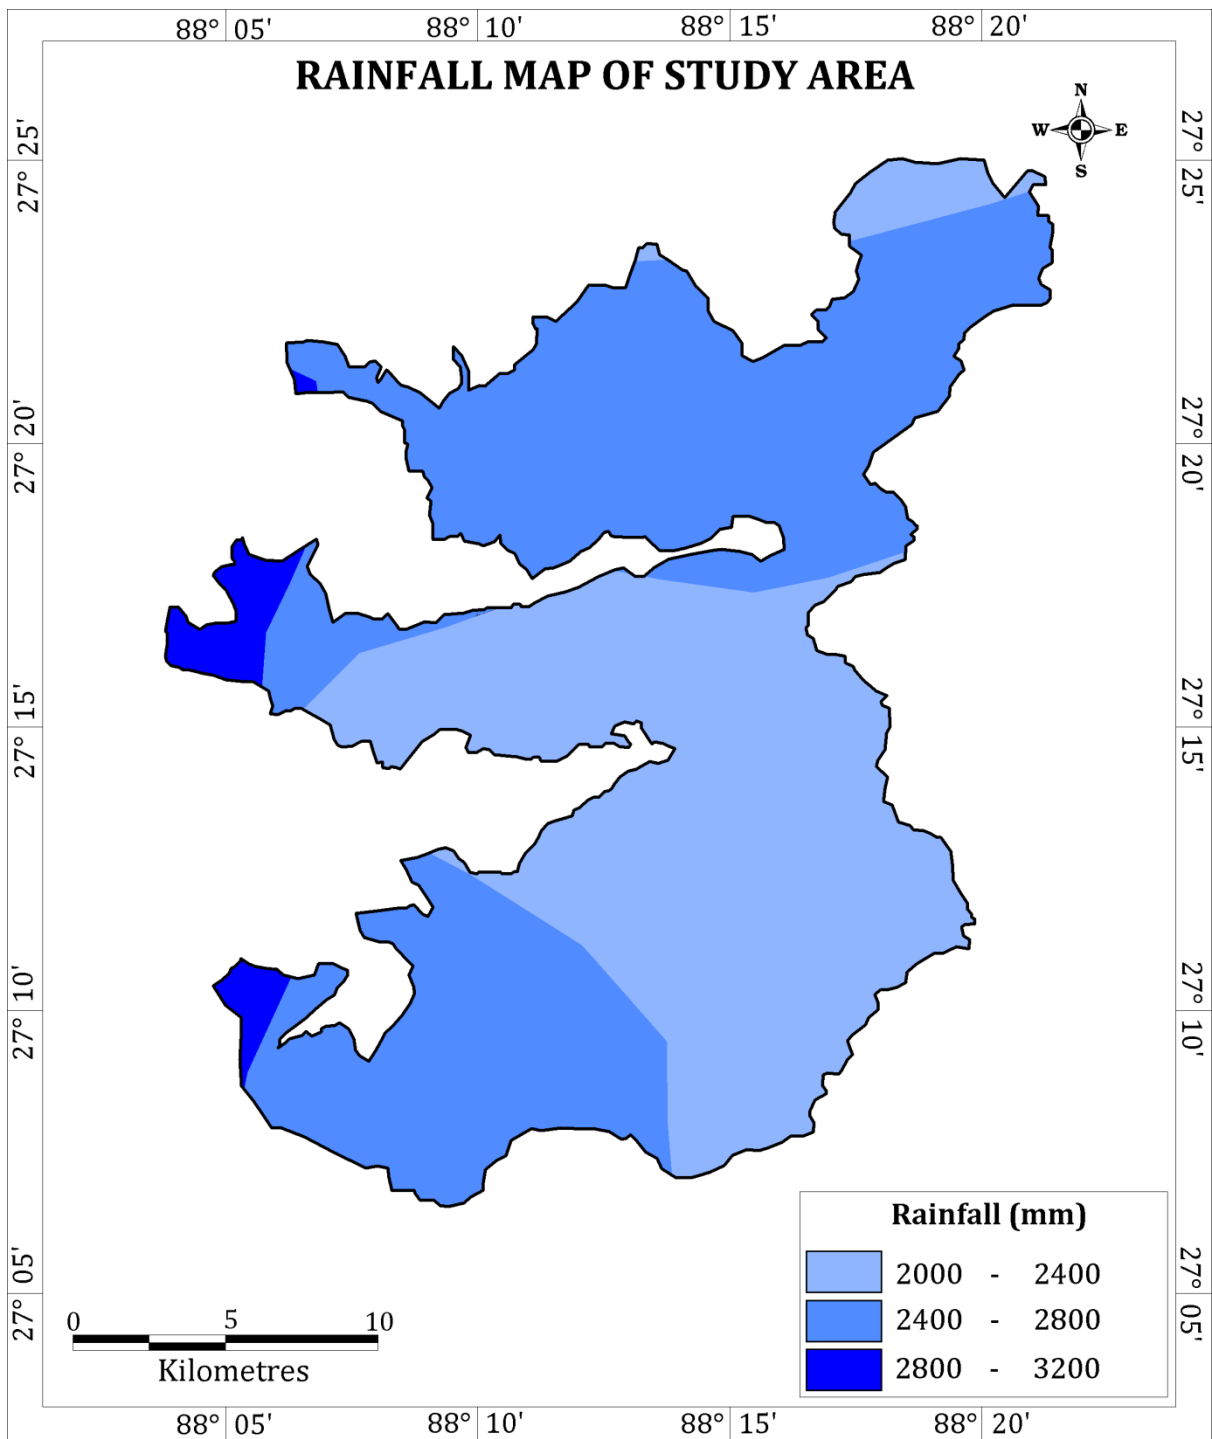 88° 05' 88° 10' 88° 15' 88° 20'
RAINFALL MAP OF STUDY AREA
N
W E
S
27° 25' 27° 25'
27° 20' 27° 20'
27° 15' 27° 15'
27° 10' 27° 10'
27° 05' 27° 05'
Rainfall (mm)
2000 - 2400
2400 - 2800
2800 - 3200
0 5 10
Kilometres
88° 05' 88° 10' 88° 15' 88° 20'